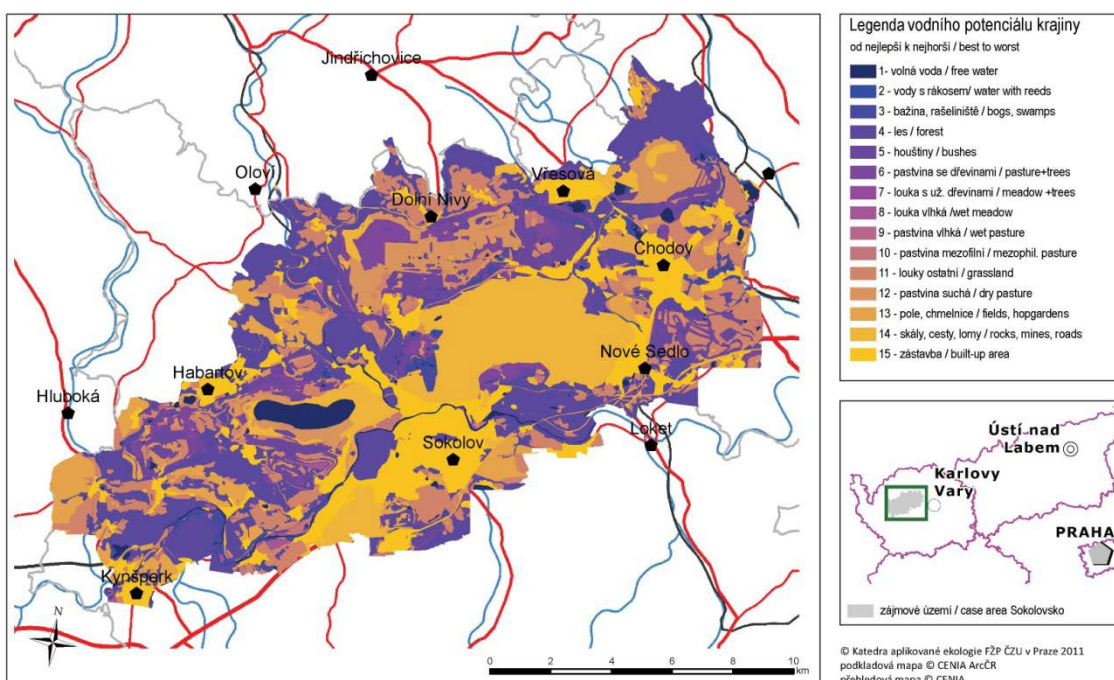 Jindřichovice
Oloví
Vřesová
Dolní Nivy
Chodov
Nové Sedlo
Habartov
Hluboká
Sokolov
Loket
Kynšperk
N
0 2 4 6 8 10
km
Legenda vodního potenciálu krajiny
od nejlepší k nejhorší / best to worst
1- volná voda / free water
2 - vody s rákosem/ water with reeds
3 - bažina, rašeliniště / bogs, swamps
4 - les / forest
5 - houštiny / bushes
6 - pastvina se dřevinami / pasture+trees
7 - louka s už. dřevinami / meadow +trees
8 - louka vlhká /wet meadow
9 - pastvina vlhká / wet pasture
10 - pastvina mezofilní / mezophil. pasture
11 - louky ostatní / grassland
12 - pastvina suchá / dry pasture
13 - pole, chmelnice / fields, hopgardens
14 - skály, cesty, lomy / rocks, mines, roads
15 - zástavba / built-up area
Ústí nad
Labem
Karlovy
Vary
PRAHA
zájmové území / case area Sokolovsko
© Katedra aplikované ekologie FŽP ČZU v Praze 2011
podkladová mapa © CENIA ArcČR
přehledová mapa © CENIA